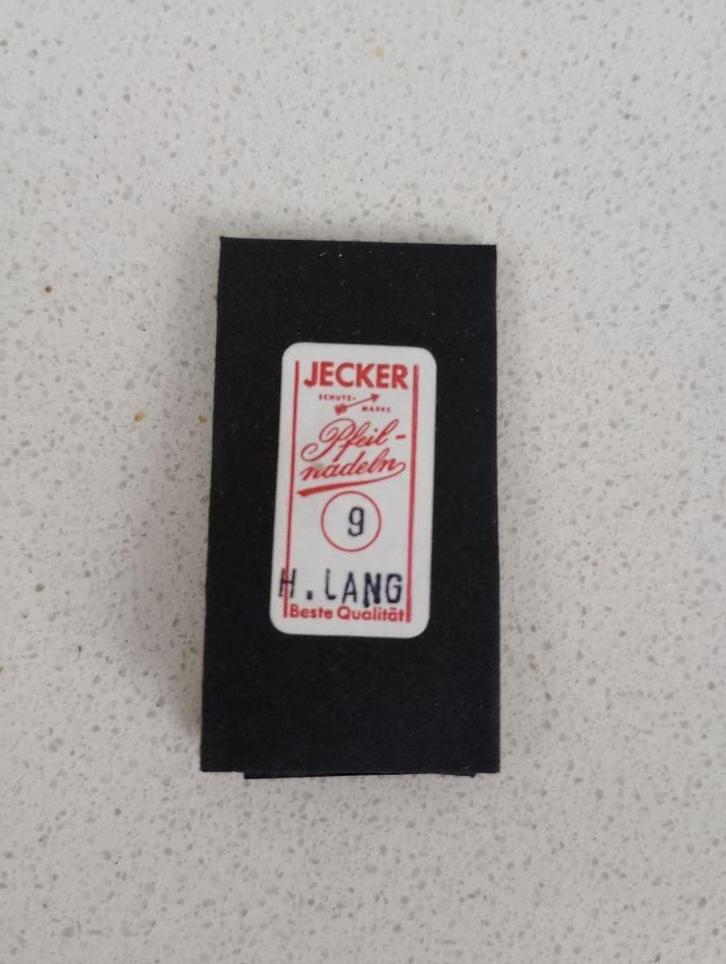 JECKER
SCHUTZ- MARKE
Pfeil-
nadeln
9
H. LANG
Beste Qualität